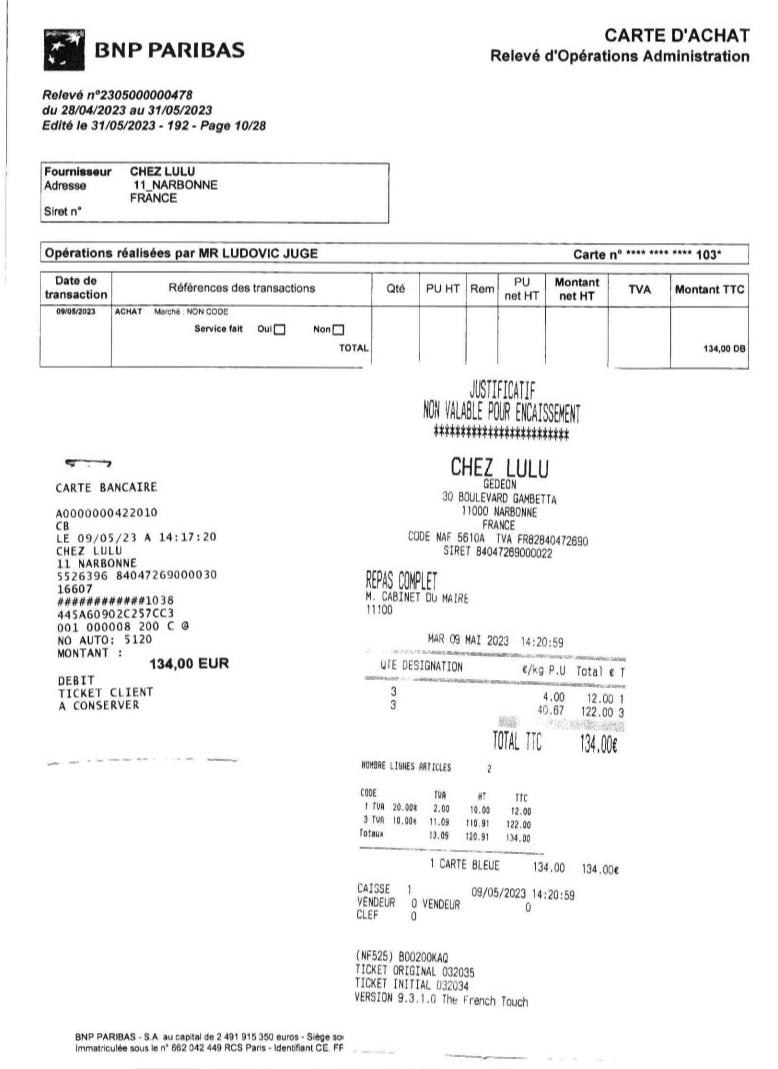 BNP PARIBAS
CARTE D'ACHAT
Relevé d'Opérations Administration
Relevé n°2305000000478
du 28/04/2023 au 31/05/2023
Edité le 31/05/2023 - 192 - Page 10/28
Fournisseur CHEZ LULU
Adresse 11_NARBONNE
FRANCE
Siret n°
Opérations réalisées par MR LUDOVIC JUGE Carte n° **** **** **** 103*
Date de transaction Références des transactions Qté PU HT Rem PU net HT Montant net HT TVA Montant TTC
09/05/2023 ACHAT Marché : NON CODE
Service fait Oui Non
TOTAL 134,00 DB
JUSTIFICATIF
NON VALABLE POUR ENCAISSEMENT
************************
CARTE BANCAIRE
A0000000422010
CB
LE 09/05/23 A 14:17:20
CHEZ LULU
11 NARBONNE
5526396 84047269000030
16607
############1038
445A60902C257CC3
001 000008 200 C @
NO AUTO: 5120
MONTANT :
134,00 EUR
DEBIT
TICKET CLIENT
A CONSERVER
CHEZ LULU
GEDEON
30 BOULEVARD GAMBETTA
11000 NARBONNE
FRANCE
CODE NAF 5610A TVA FR82840472690
SIRET 84047269000022
REPAS COMPLET
M. CABINET DU MAIRE
11100
MAR 09 MAI 2023 14:20:59
QTE DESIGNATION €/kg P.U Total € T
3 4.00 12.00 1
3 40.67 122.00 3
TOTAL TTC 134.00€
NOMBRE LIGNES ARTICLES 2
CODE TVA HT TTC
1 TVA 20.00% 2.00 10.00 12.00
3 TVA 10.00% 11.09 110.91 122.00
Totaux 13.09 120.91 134.00
1 CARTE BLEUE 134.00 134.00€
CAISSE 1 09/05/2023 14:20:59
VENDEUR 0 VENDEUR 0
CLEF 0
(NF525) B00200KAQ
TICKET ORIGINAL 032035
TICKET INITIAL 032034
VERSION 9.3.1.0 The French Touch
BNP PARIBAS - S.A. au capital de 2 491 915 350 euros - Siège
Immatriculée sous le n° 662 042 449 RCS Paris - Identifiant CE.